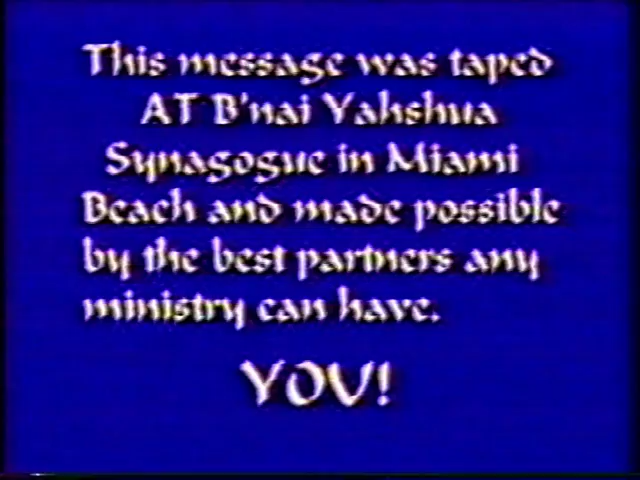 This message was taped
AT B'nai Yahshua
Synagogue in Miami
Beach and made possible
by the best partners any
ministry can have.
YOU!